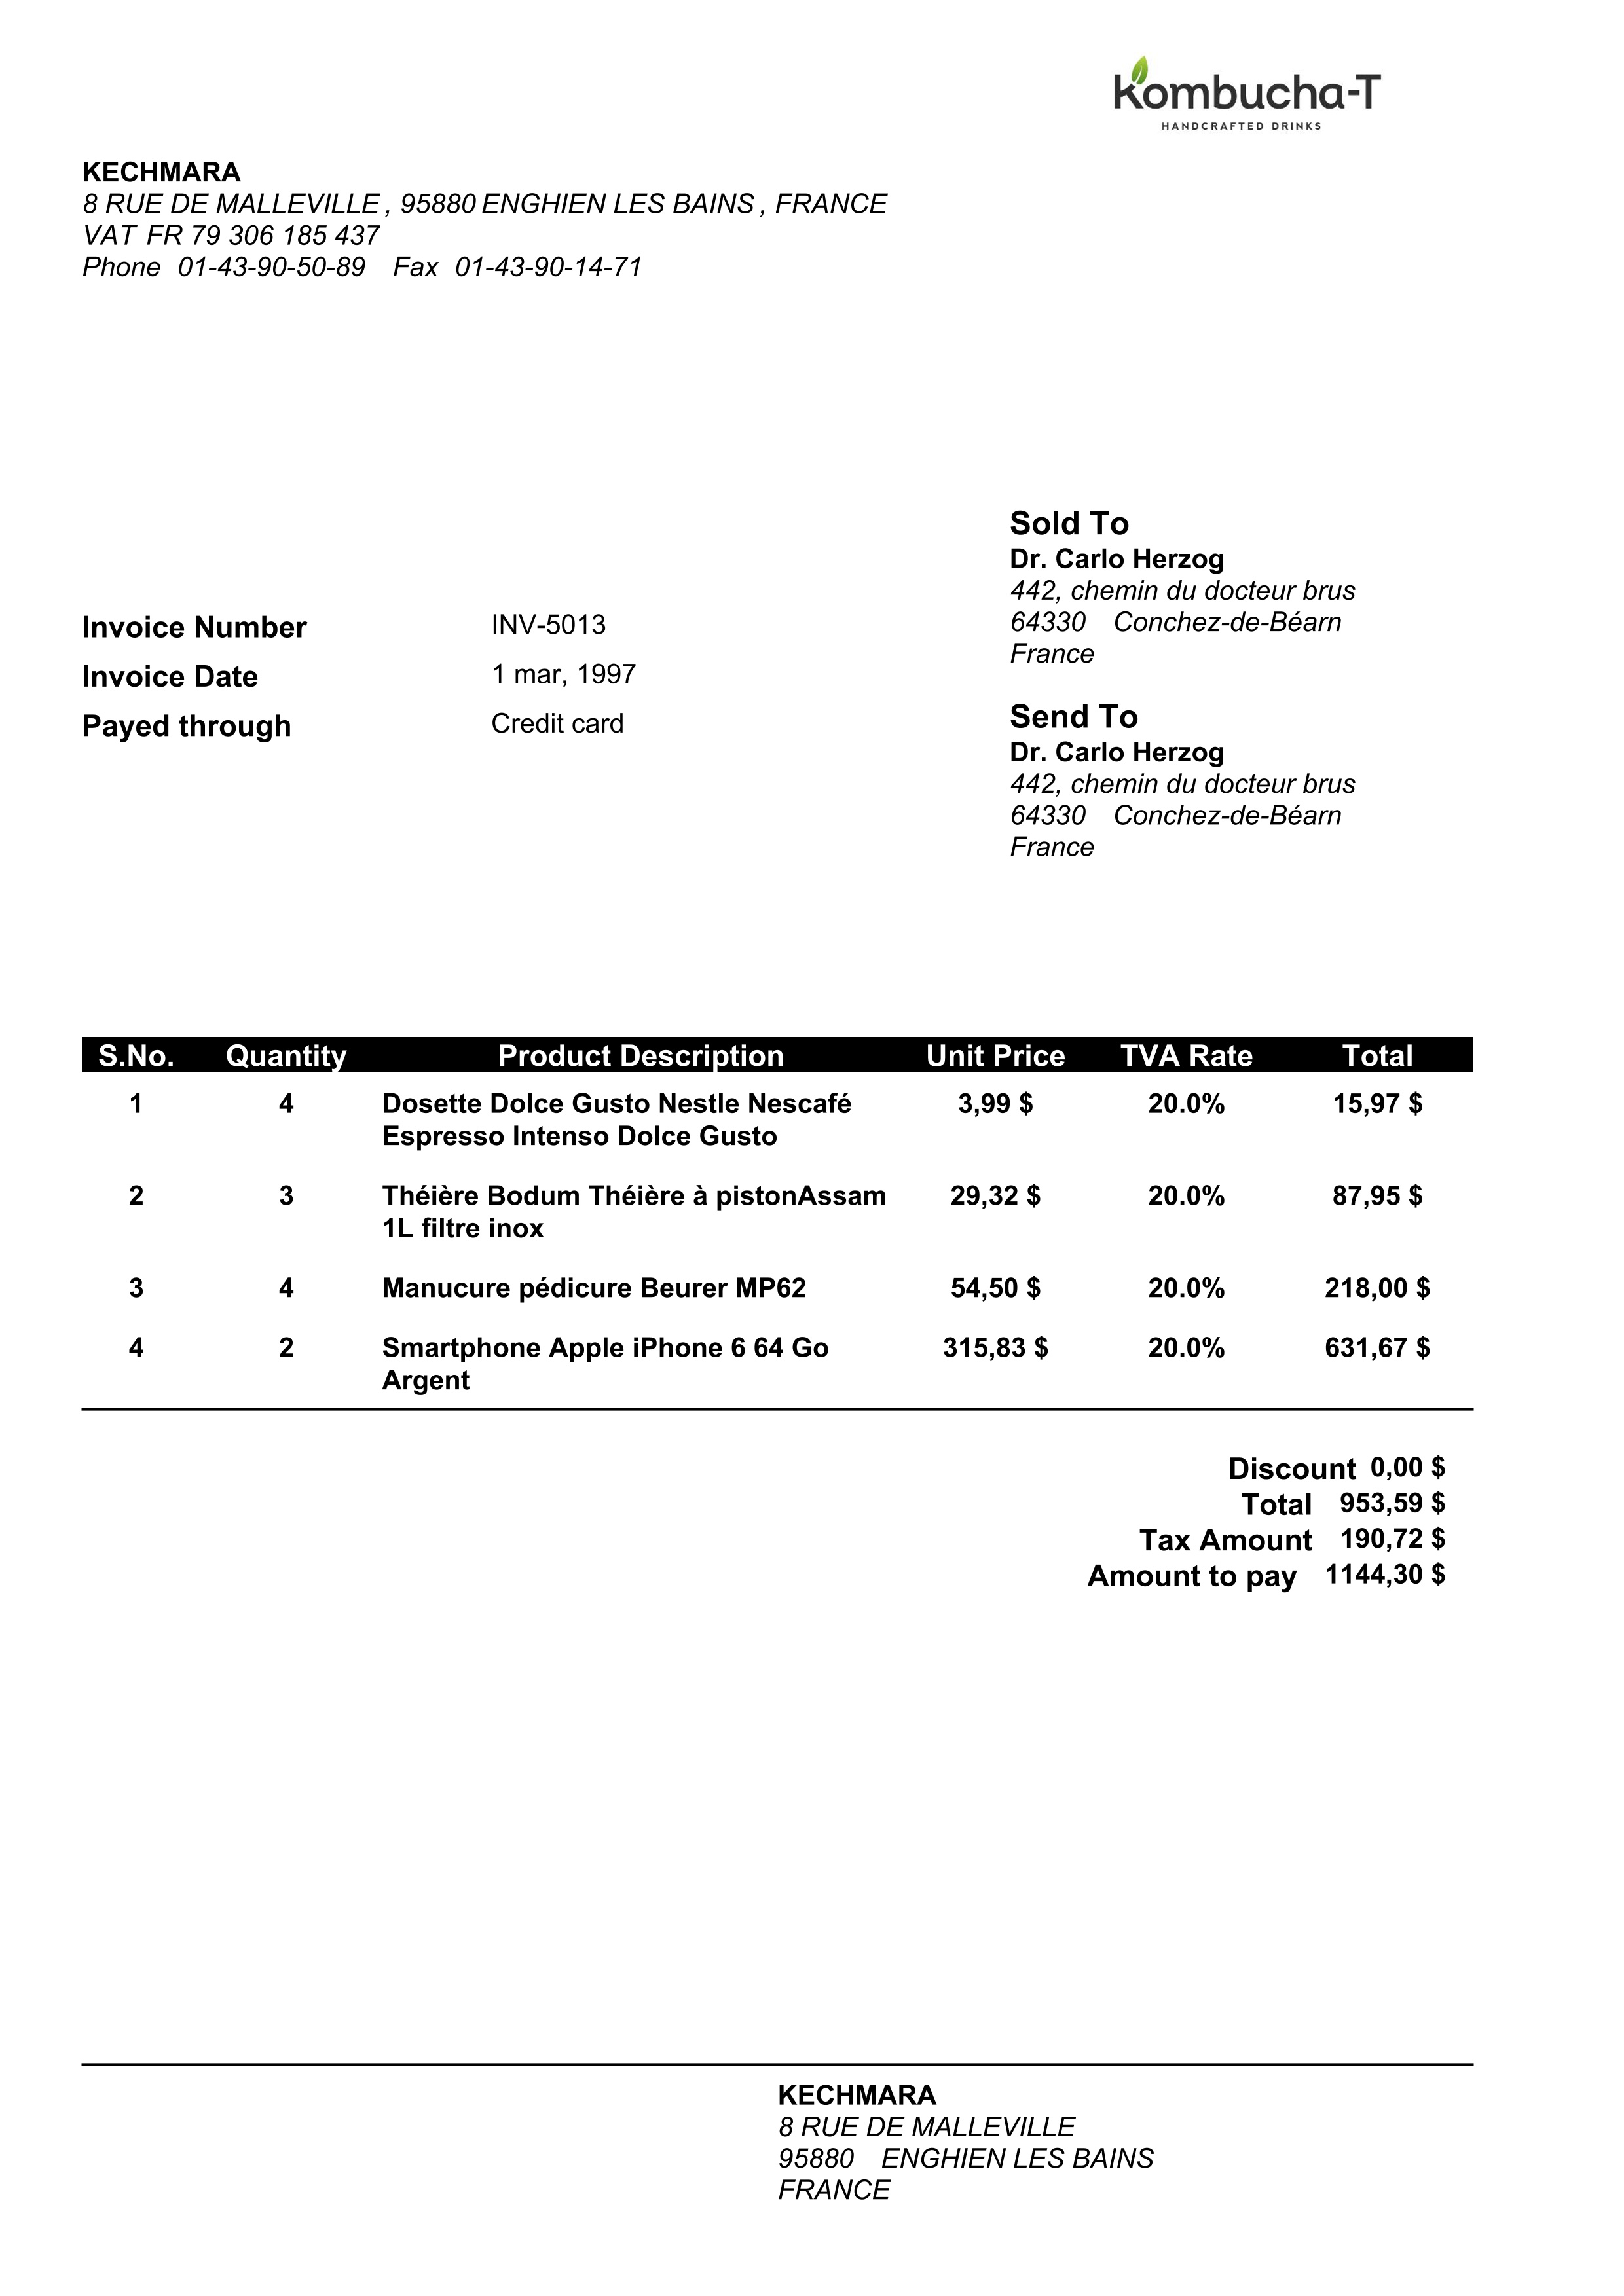 Kombucha-T
HANDCRAFTED DRINKS
KECHMARA
8 RUE DE MALLEVILLE , 95880 ENGHIEN LES BAINS , FRANCE
VAT FR 79 306 185 437
Phone 01-43-90-50-89 Fax 01-43-90-14-71
Invoice Number INV-5013
Invoice Date 1 mar, 1997
Payed through Credit card
Sold To
Dr. Carlo Herzog
442, chemin du docteur brus
64330 Conchez-de-Béarn
France
Send To
Dr. Carlo Herzog
442, chemin du docteur brus
64330 Conchez-de-Béarn
France
S.No. Quantity Product Description Unit Price TVA Rate Total
1 4 Dosette Dolce Gusto Nestle Nescafé 3,99 $ 20.0% 15,97 $
Espresso Intenso Dolce Gusto
2 3 Théière Bodum Théière à pistonAssam 29,32 $ 20.0% 87,95 $
1L filtre inox
3 4 Manucure pédicure Beurer MP62 54,50 $ 20.0% 218,00 $
4 2 Smartphone Apple iPhone 6 64 Go 315,83 $ 20.0% 631,67 $
Argent
Discount 0,00 $
Total 953,59 $
Tax Amount 190,72 $
Amount to pay 1144,30 $
KECHMARA
8 RUE DE MALLEVILLE
95880 ENGHIEN LES BAINS
FRANCE